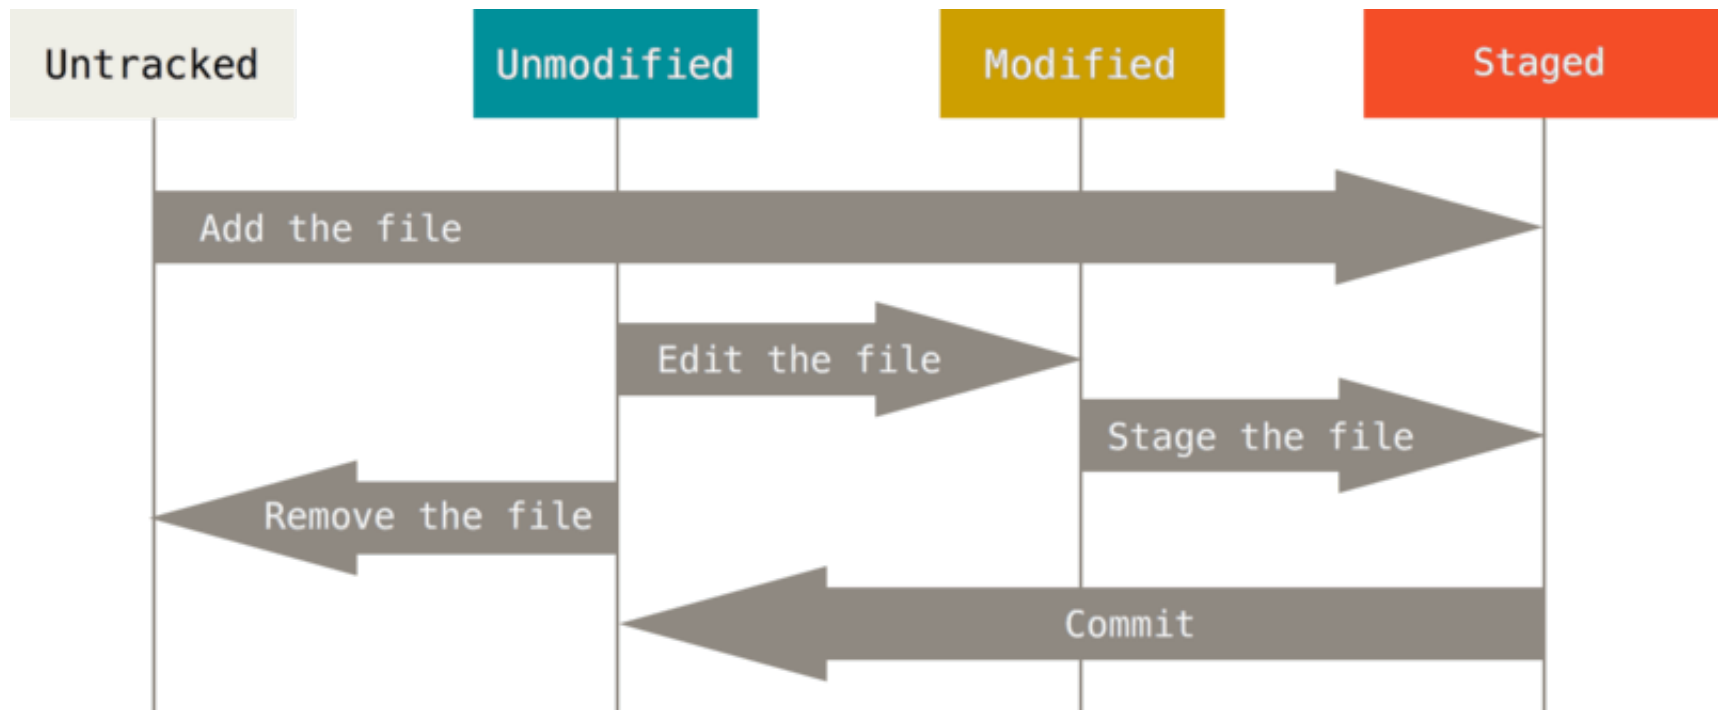 Untracked
Unmodified
Modified
Staged
Add the file
Edit the file
Stage the file
Remove the file
Commit